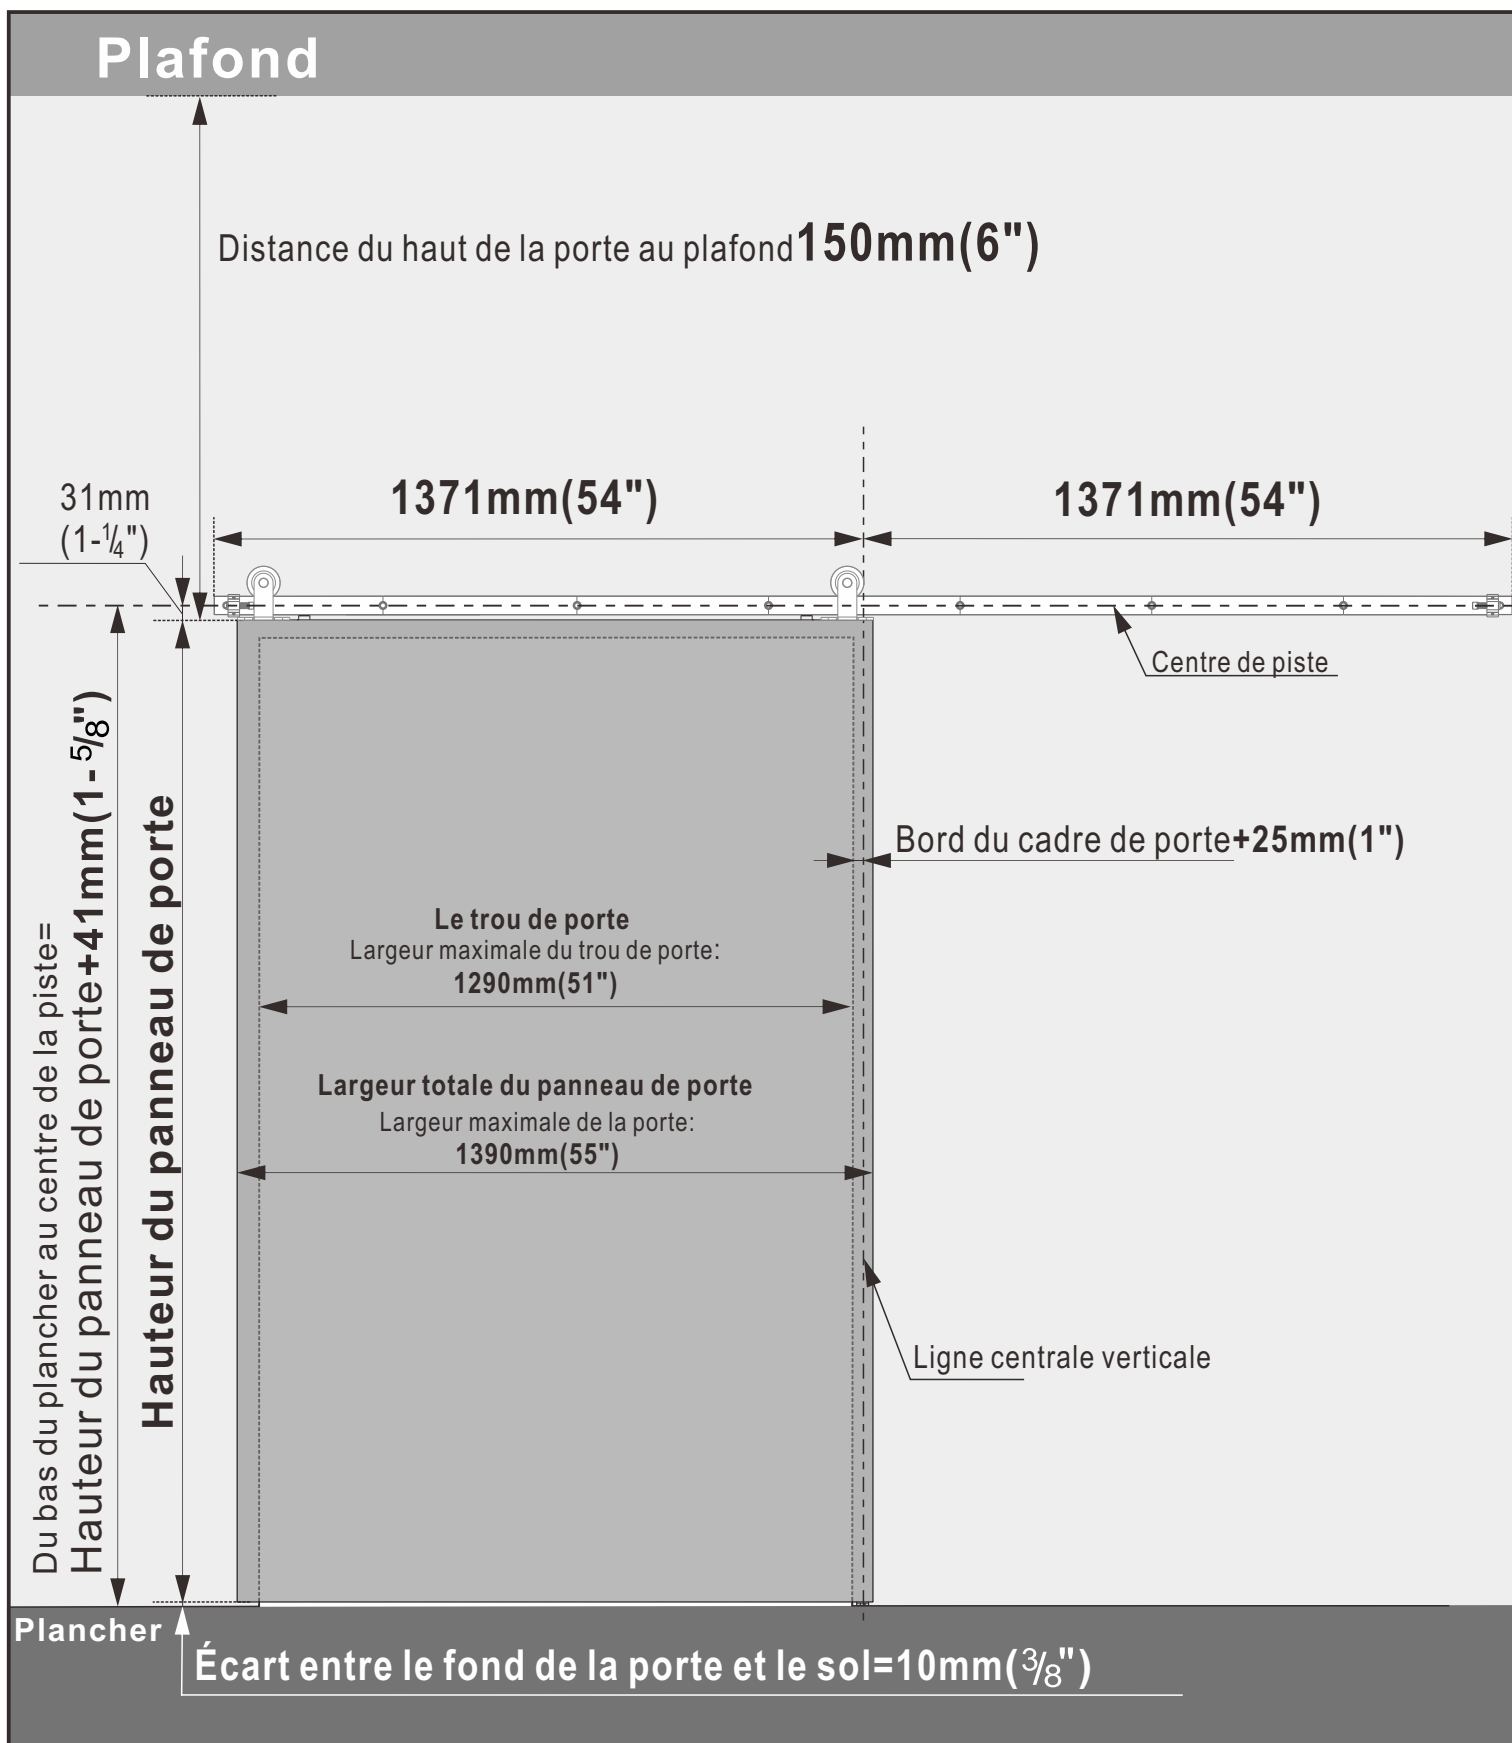 Plafond
Distance du haut de la porte au plafond150mm(6")
31mm
(1-1/4")
1371mm(54")
1371mm(54")
Centre de piste
Bord du cadre de porte+25mm(1")
Du bas du plancher au centre de la piste=
Hauteur du panneau de porte+41mm(1-5/8")
Hauteur du panneau de porte
Le trou de porte
Largeur maximale du trou de porte:
1290mm(51")
Largeur totale du panneau de porte
Largeur maximale de la porte:
1390mm(55")
Ligne centrale verticale
Plancher
Écart entre le fond de la porte et le sol=10mm(3/8")